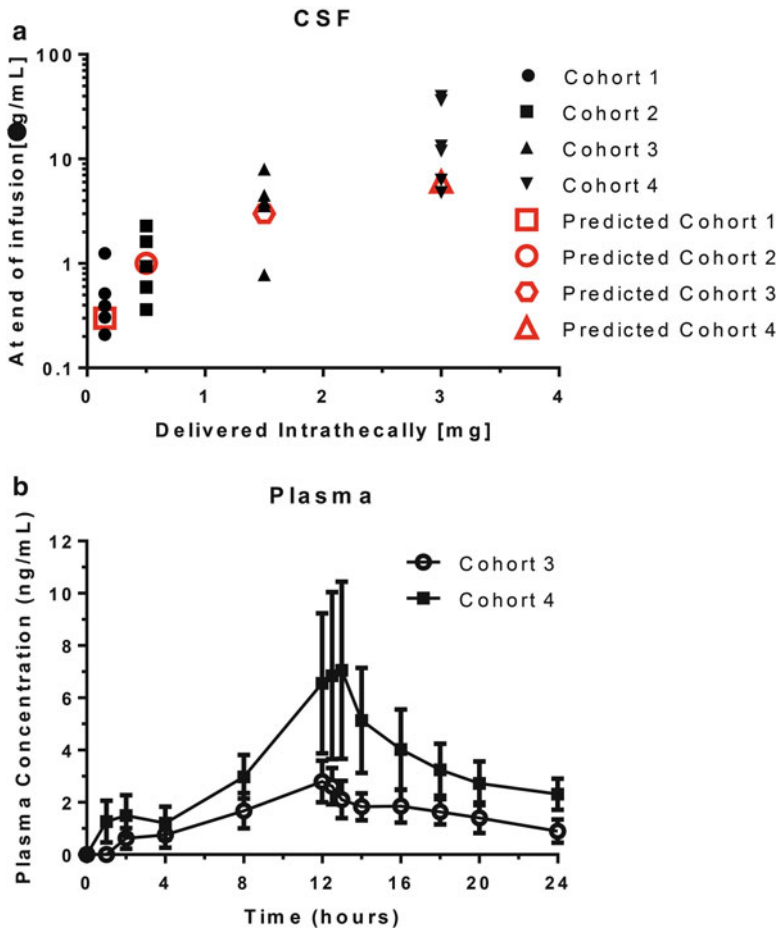 a
CSF
At end of infusion[g/mL]
100
10
1
0.1
0
1
2
3
4
Delivered Intrathecally [mg]
Cohort 1
Cohort 2
Cohort 3
Cohort 4
Predicted Cohort 1
Predicted Cohort 2
Predicted Cohort 3
Predicted Cohort 4
b
Plasma
Plasma Concentration (ng/mL)
12
10
8
6
4
2
0
0
4
8
12
16
20
24
Time (hours)
Cohort 3
Cohort 4